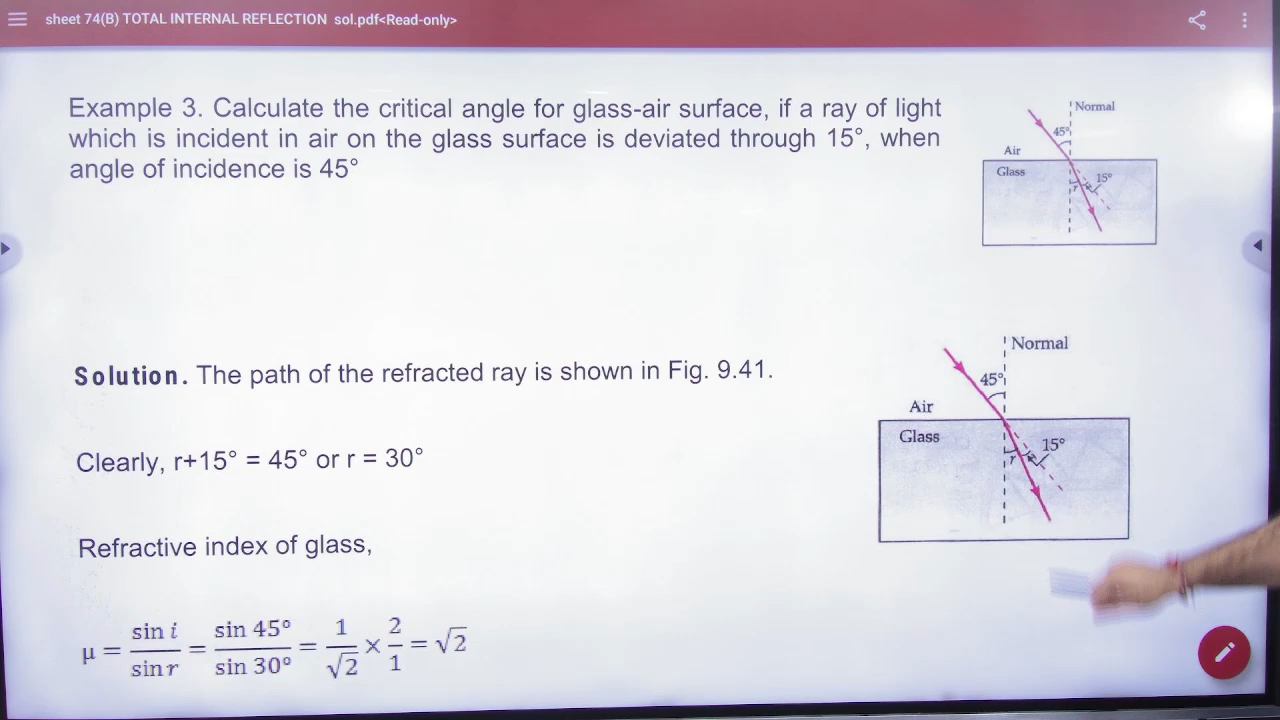 sheet 74(B) TOTAL INTERNAL REFLECTION sol.pdf<Read-only>
Example 3. Calculate the critical angle for glass-air surface, if a ray of light
which is incident in air on the glass surface is deviated through 15°, when
angle of incidence is 45°
Normal
45°
Air
Glass
15°
r
Solution. The path of the refracted ray is shown in Fig. 9.41.
Normal
45°
Air
Glass
15°
r
Clearly, r+15° = 45° or r = 30°
Refractive index of glass,
μ = sin i / sin r = sin 45° / sin 30° = 1/√2 × 2/1 = √2